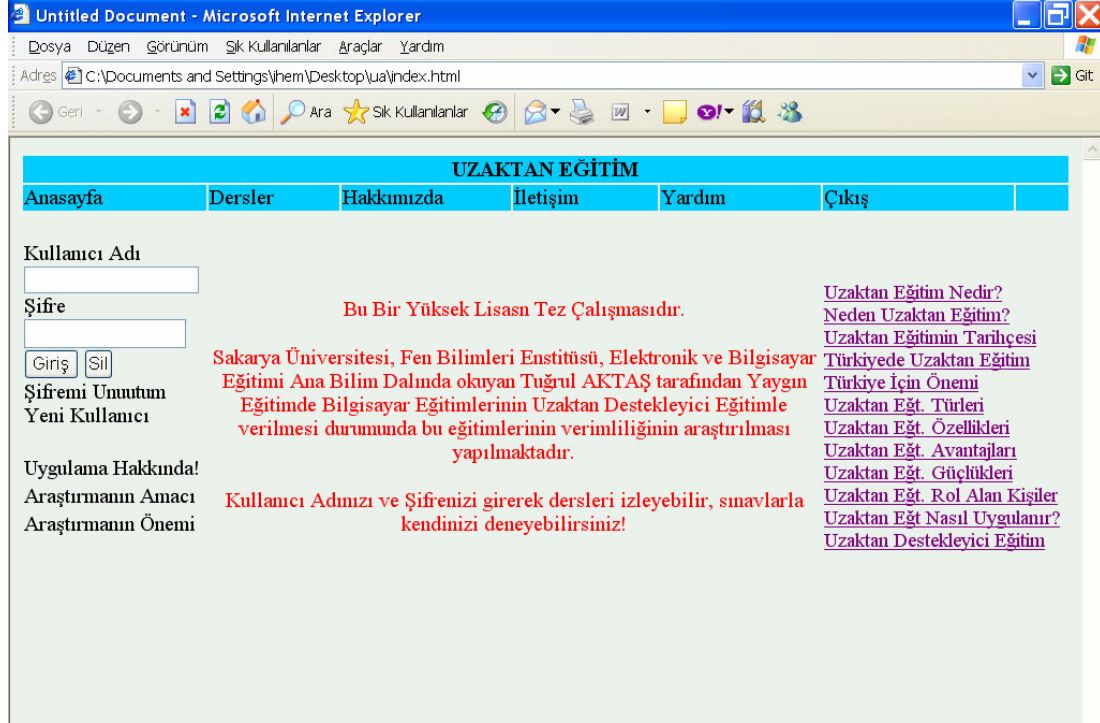 Untitled Document - Microsoft Internet Explorer
Dosya Düzen Görünüm Sık Kullanılanlar Araçlar Yardım
Adres C:\Documents and Settings\ihem\Desktop\ua\index.html Git
Geri Ara Sık Kullanılanlar
UZAKTAN EĞİTİM
Anasayfa Dersler Hakkımızda İletişim Yardım Çıkış
Kullanıcı Adı
Şifre
Giriş Sil
Şifremi Unuutum
Yeni Kullanıcı
Uygulama Hakkında!
Araştırmanın Amacı
Araştırmanın Önemi
Bu Bir Yüksek Lisasn Tez Çalışmasıdır.
Sakarya Üniversitesi, Fen Bilimleri Enstitüsü, Elektronik ve Bilgisayar
Eğitimi Ana Bilim Dalında okuyan Tuğrul AKTAŞ tarafından Yaygın
Eğitimde Bilgisayar Eğitimlerinin Uzaktan Destekleyici Eğitimle
verilmesi durumunda bu eğitimlerinin verimliliğinin araştırılması
yapılmaktadır.
Kullanıcı Adınızı ve Şifrenizi girerek dersleri izleyebilir, sınavlarla
kendinizi deneyebilirsiniz!
Uzaktan Eğitim Nedir?
Neden Uzaktan Eğitim?
Uzaktan Eğitimin Tarihçesi
Türkiyede Uzaktan Eğitim
Türkiye İçin Önemi
Uzaktan Eğt. Türleri
Uzaktan Eğt. Özellikleri
Uzaktan Eğt. Avantajları
Uzaktan Eğt. Güçlükleri
Uzaktan Eğt. Rol Alan Kişiler
Uzaktan Eğt Nasıl Uygulanır?
Uzaktan Destekleyici Eğitim